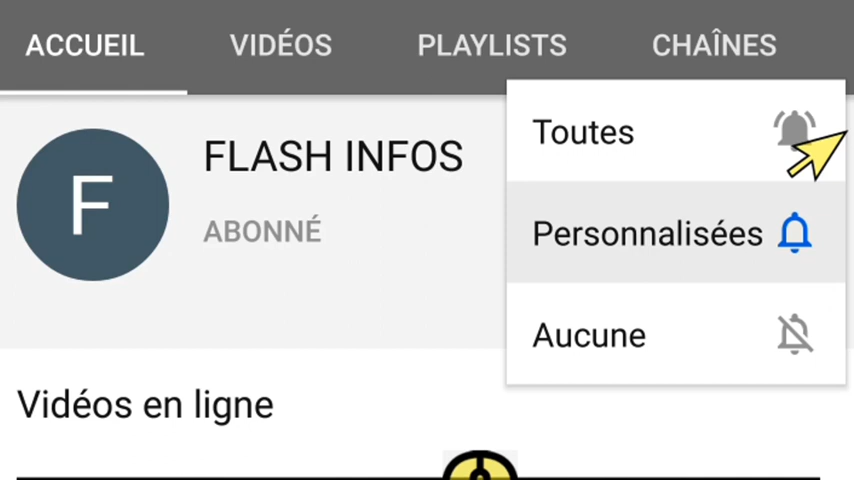 ACCUEIL VIDÉOS PLAYLISTS CHAÎNES
F
FLASH INFOS
ABONNÉ
Toutes
Personnalisées
Aucune
Vidéos en ligne